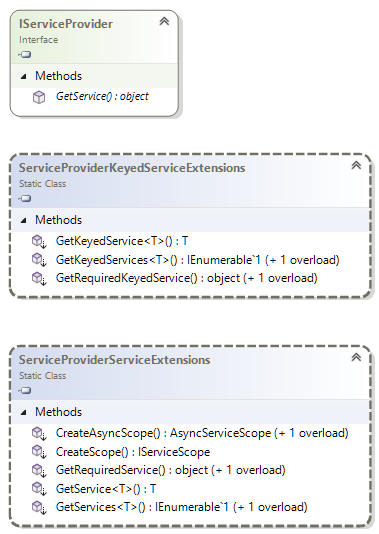 IServiceProvider
Interface
Methods
GetService() : object
ServiceProviderKeyedServiceExtensions
Static Class
Methods
GetKeyedService<T>() : T
GetKeyedServices<T>() : IEnumerable`1 (+ 1 overload)
GetRequiredKeyedService() : object (+ 1 overload)
ServiceProviderServiceExtensions
Static Class
Methods
CreateAsyncScope() : AsyncServiceScope (+ 1 overload)
CreateScope() : IServiceScope
GetRequiredService() : object (+ 1 overload)
GetService<T>() : T
GetServices<T>() : IEnumerable`1 (+ 1 overload)